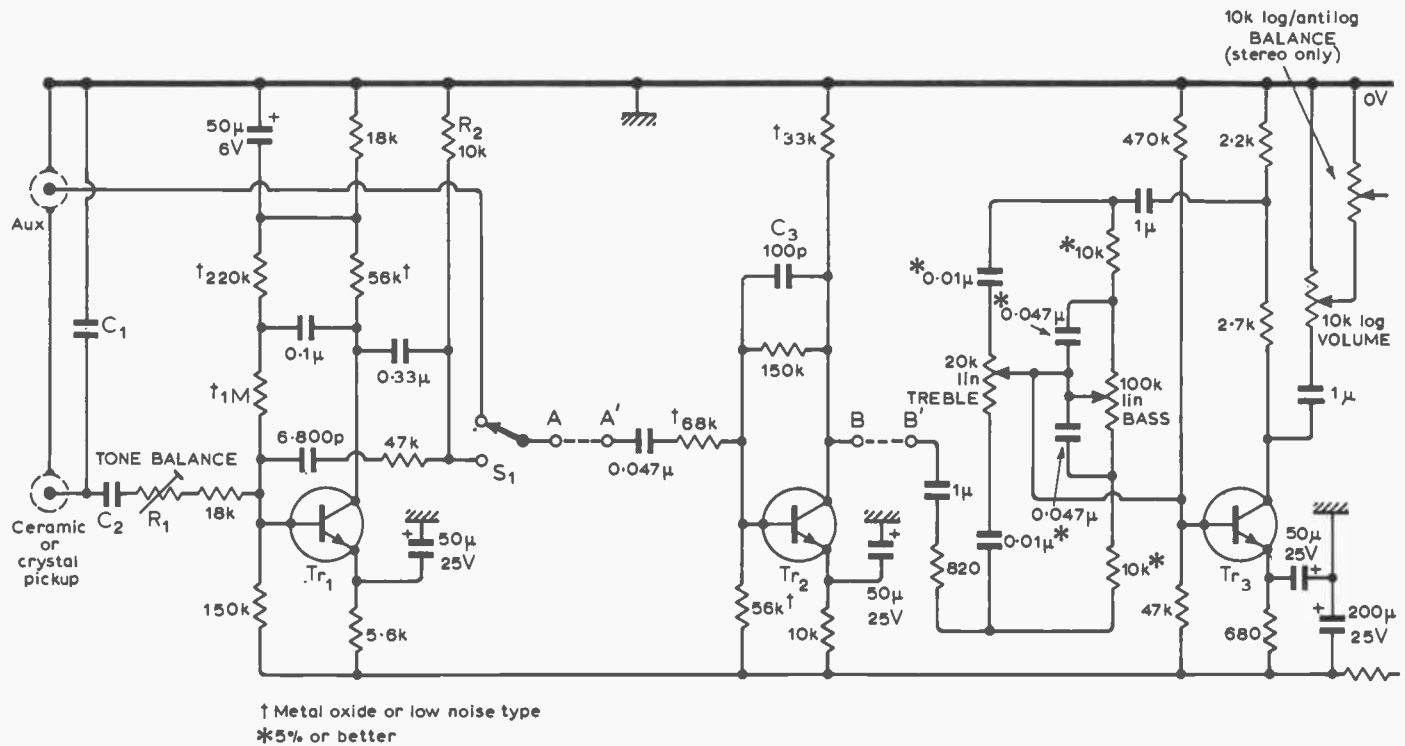 10k log/antilog
BALANCE
(stereo only)
0V
50µ
6V
+
18k
R2
10k
†33k
470k
2·2k
Aux
C1
†220k
56k†
0·1µ
0·33µ
†1M
6·800p
47k
TONE BALANCE
C2
R1
18k
Ceramic
or
crystal
pickup
S1
A
A'
0·047µ
†68k
C3
100p
150k
B
B'
1µ
820
*0·01µ
*0·047µ
*10k
1µ
20k
lin
TREBLE
100k
lin
BASS
0·047µ
*
0·01µ*
10k*
2·7k
10k log
VOLUME
1µ
Tr1
+
50µ
25V
150k
5·6k
Tr2
+
50µ
25V
56k†
10k
Tr3
50µ
25V
+
47k
680
+
200µ
25V
† Metal oxide or low noise type
*5% or better